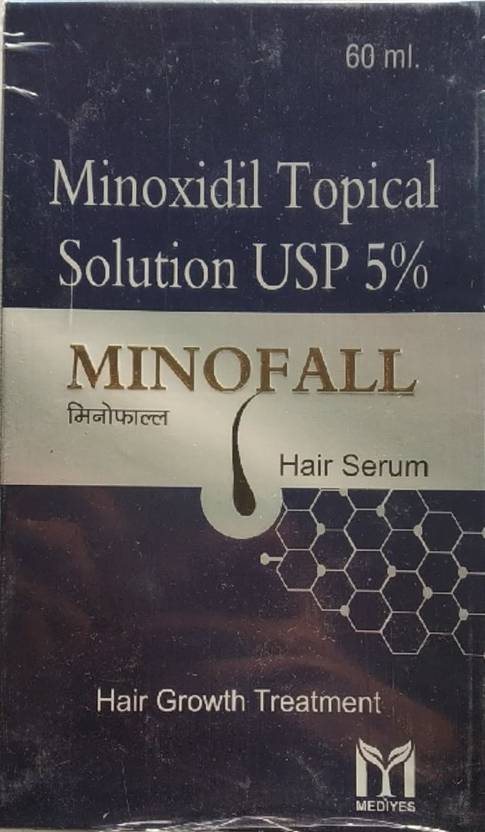 60 ml.
Minoxidil Topical
Solution USP 5%
MINOFALL
मिनोफाल्ल
Hair Serum
Hair Growth Treatment
MEDIYES